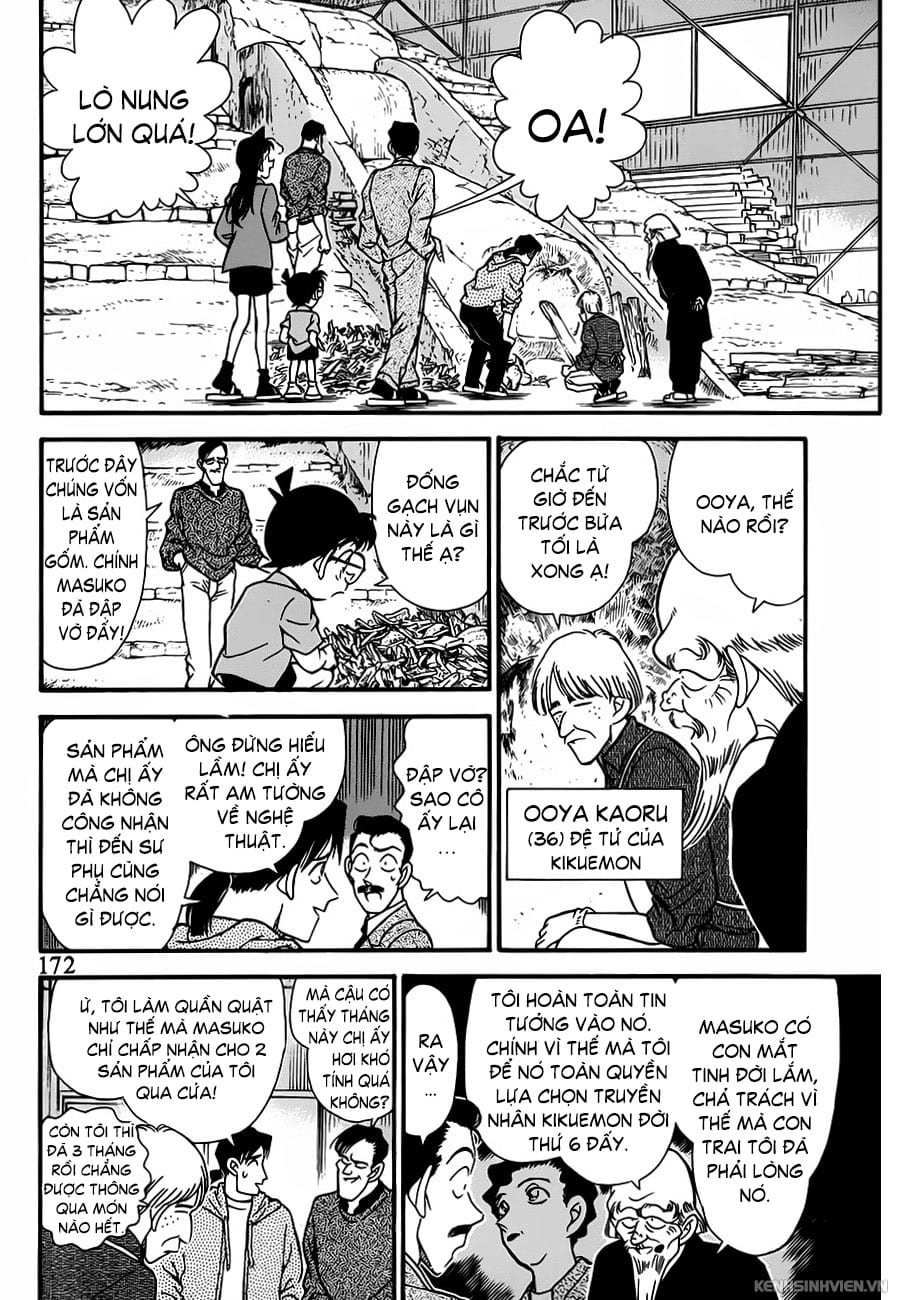 OA!
LÒ NUNG
LỚN QUÁ!
OOYA, THẾ
NÀO RỒI?
CHẮC TỪ
GIỜ ĐẾN
TRƯỚC BỮA
TỐI LÀ
XONG Ạ!
OOYA KAORU
(36) ĐỆ TỬ CỦA
KIKUEMON
ĐỐNG
GẠCH VỤN
NÀY LÀ GÌ
THẾ Ạ?
TRƯỚC ĐÂY
CHÚNG VỐN
LÀ SẢN
PHẨM
GỐM. CHÍNH
MASUKO
ĐÃ ĐẬP
VỠ ĐẤY!
ĐẬP VỠ?
SAO CÔ
ẤY LẠI
...
ÔNG ĐỪNG HIỂU
LẦM! CHỊ ẤY
RẤT AM TƯỜNG
VỀ NGHỆ
THUẬT.
SẢN PHẨM
MÀ CHỊ ẤY
ĐÃ KHÔNG
CÔNG NHẬN
THÌ ĐẾN SƯ
PHỤ CŨNG
CHẲNG NÓI
GÌ ĐƯỢC.
172
MASUKO CÓ
CON MẮT
TINH ĐỜI LẮM,
CHẢ TRÁCH VÌ
THẾ MÀ CON
TRAI TÔI ĐÃ
PHẢI LÒNG
NÓ.
TÔI HOÀN TOÀN TIN
TƯỞNG VÀO NÓ.
CHÍNH VÌ THẾ MÀ TÔI
ĐỂ NÓ TOÀN QUYỀN
LỰA CHỌN TRUYỀN
NHÂN KIKUEMON ĐỜI
THỨ 6 ĐẤY.
RA
VẬY
...
MÀ CẬU CÓ
THẤY THÁNG
NÀY CHỊ ẤY
HƠI KHÓ
TÍNH QUÁ
KHÔNG?
Ừ, TÔI LÀM QUẦN QUẬT
NHƯ THẾ MÀ MASUKO
CHỈ CHẤP NHẬN CHO 2
SẢN PHẨM CỦA TÔI
QUA CỬA!
CÒN TÔI THÌ
ĐÃ 3 THÁNG
RỒI CHẲNG
ĐƯỢC THÔNG
QUA MÓN
NÀO HẾT.
KENHSINHVIEN.VN